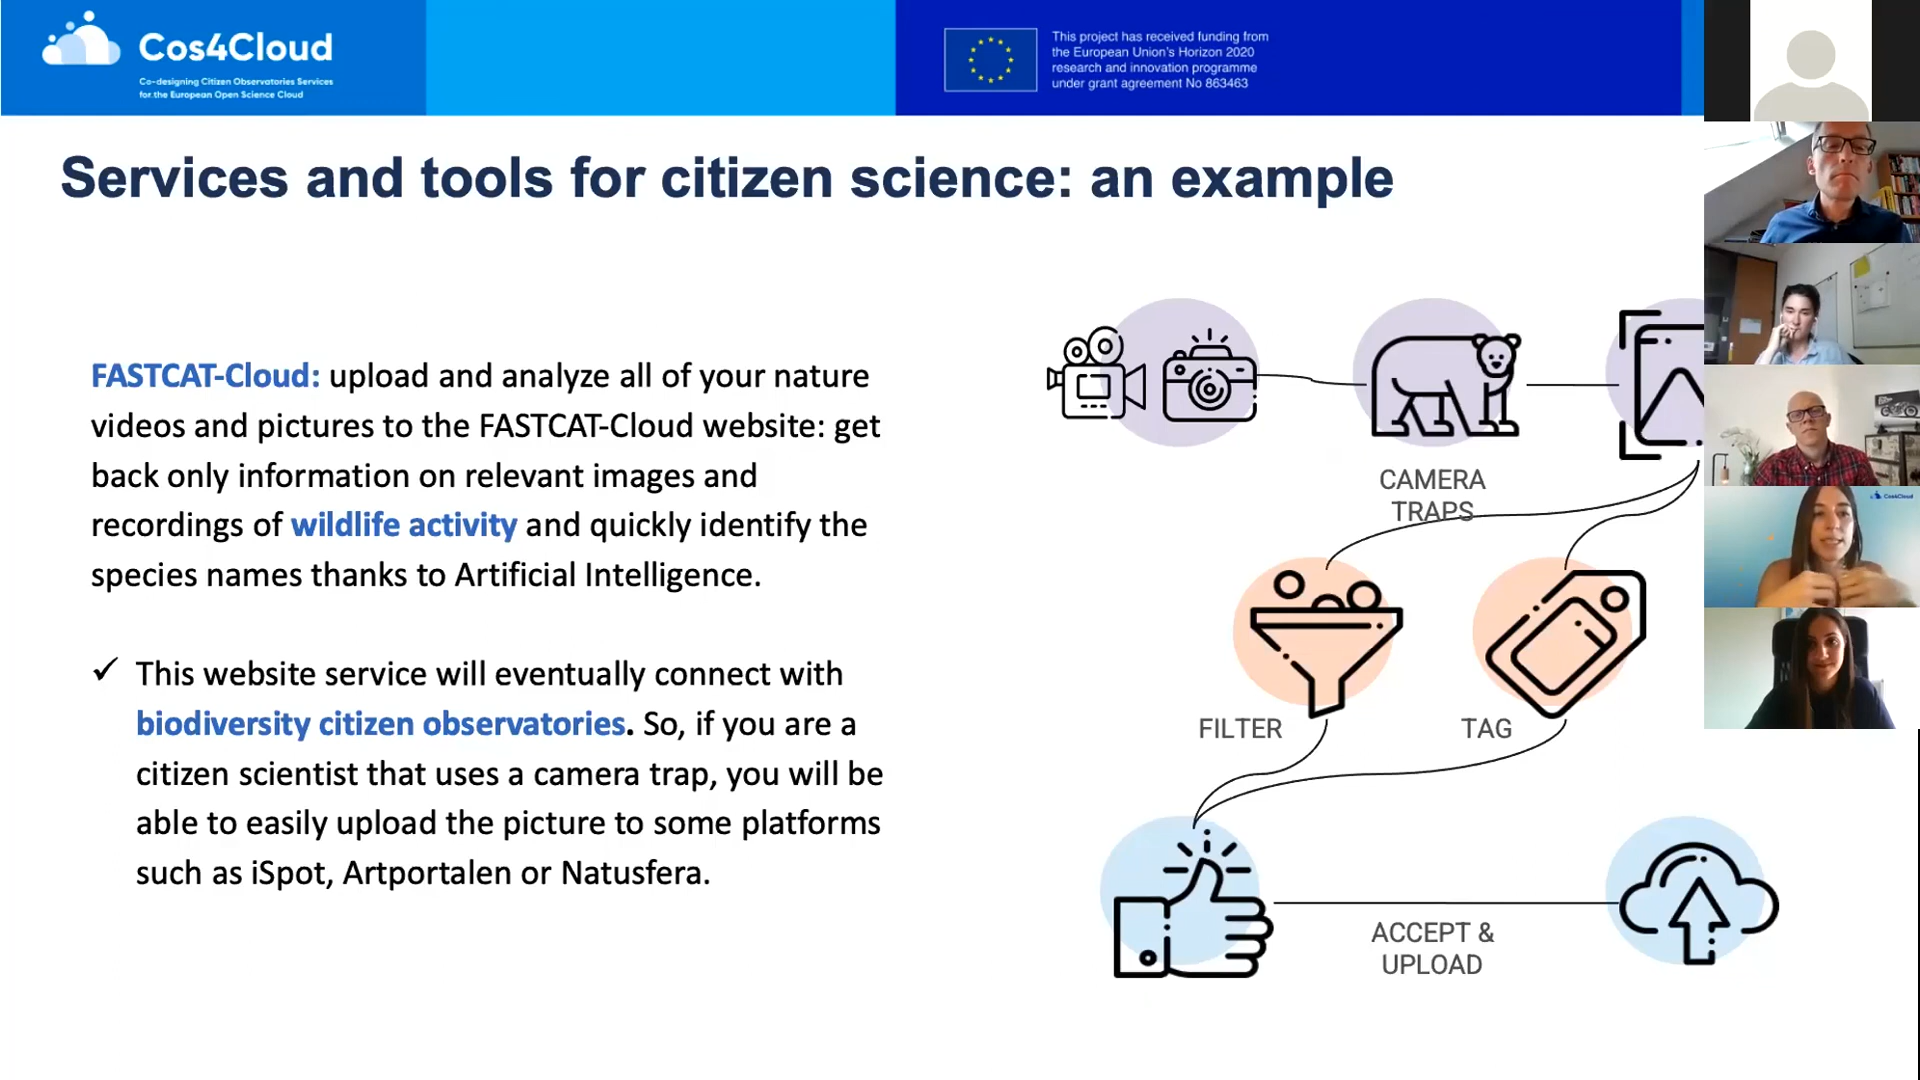 Cos4Cloud
Co-designing Citizen Observatories Services
for the European Open Science Cloud
This project has received funding from
the European Union's Horizon 2020
research and innovation programme
under grant agreement No 863463
Services and tools for citizen science: an example
FASTCAT-Cloud: upload and analyze all of your nature
videos and pictures to the FASTCAT-Cloud website: get
back only information on relevant images and
recordings of wildlife activity and quickly identify the
species names thanks to Artificial Intelligence.
✓ This website service will eventually connect with
biodiversity citizen observatories. So, if you are a
citizen scientist that uses a camera trap, you will be
able to easily upload the picture to some platforms
such as iSpot, Artportalen or Natusfera.
CAMERA
TRAPS
FILTER
TAG
ACCEPT &
UPLOAD
Cos4Cloud